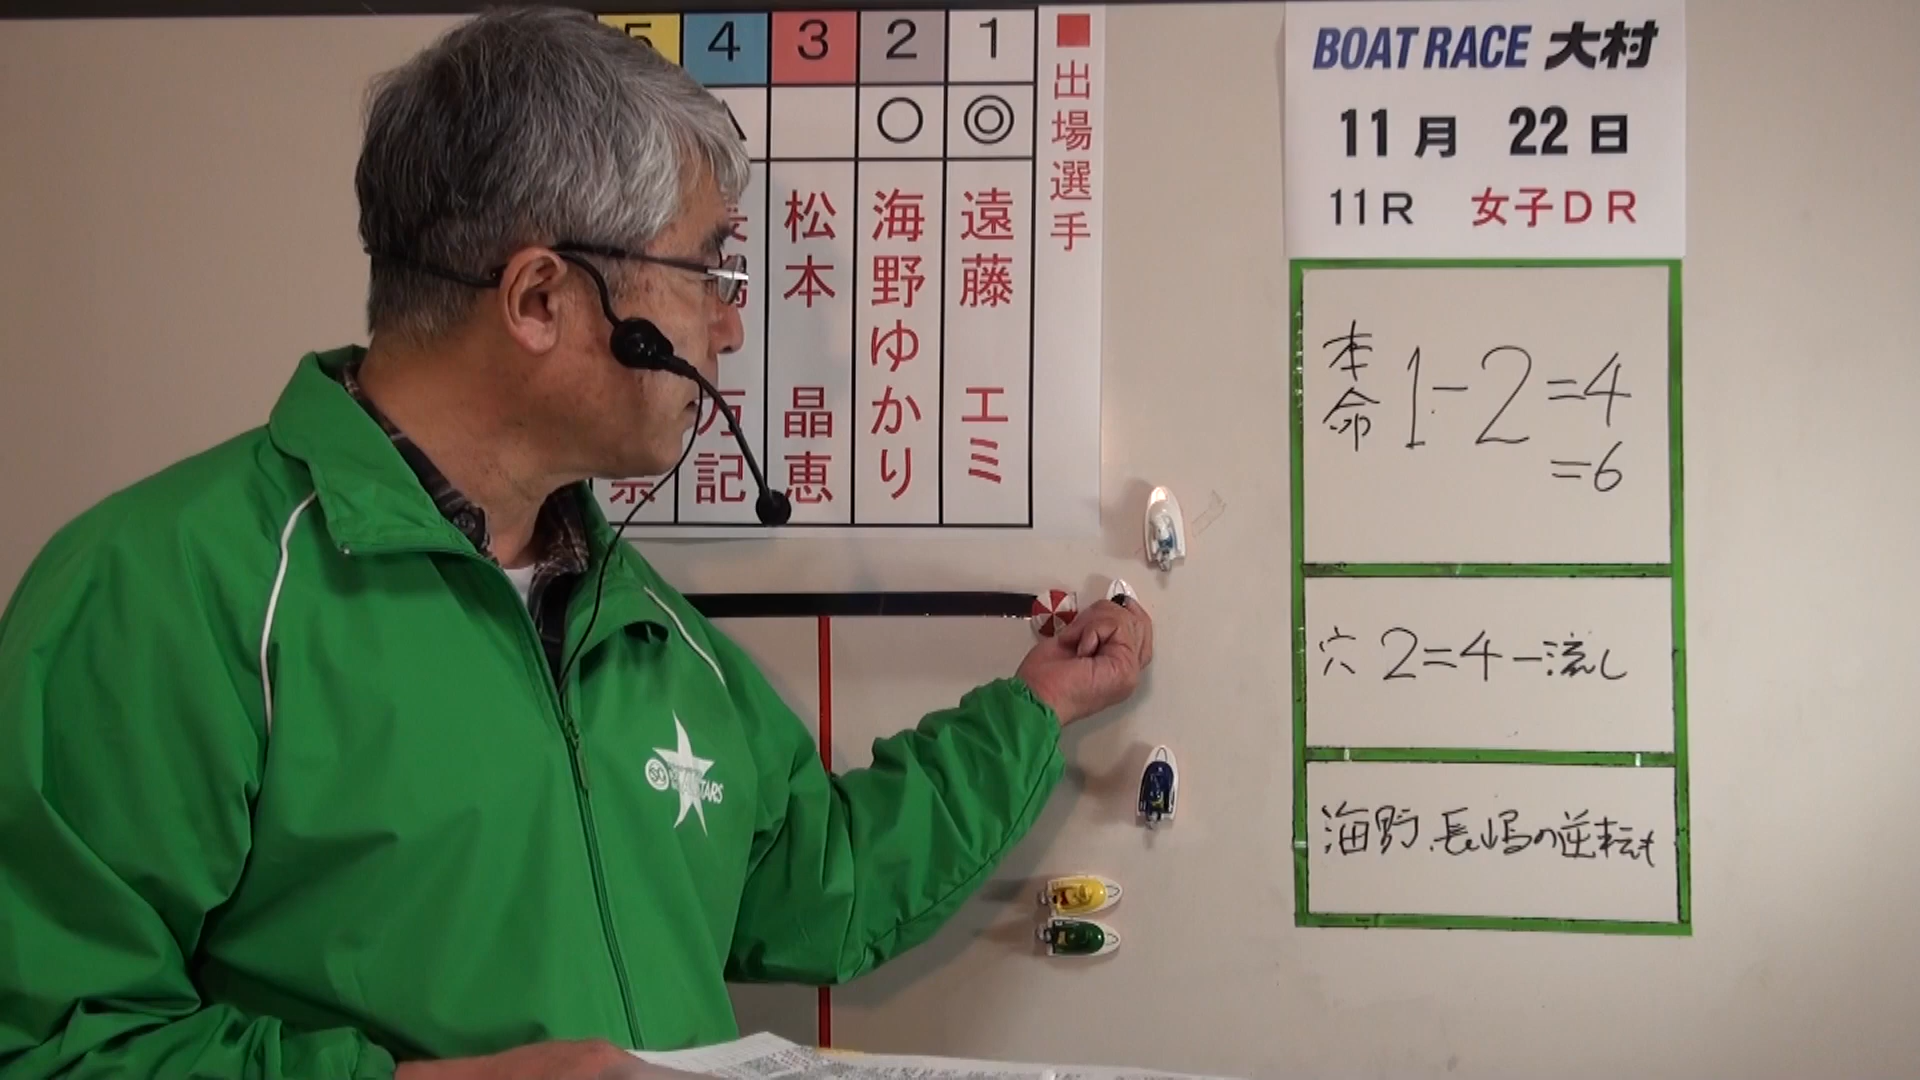 ■出場選手
1 ◎ 遠藤 エミ
2 ○ 海野ゆかり
3 松本 晶恵
4 万記
5
BOAT RACE 大村
11月 22日
11R 女子DR
本命 1-2=4
=6
穴 2=4-流し
海野、長嶋の逆転も
STARS